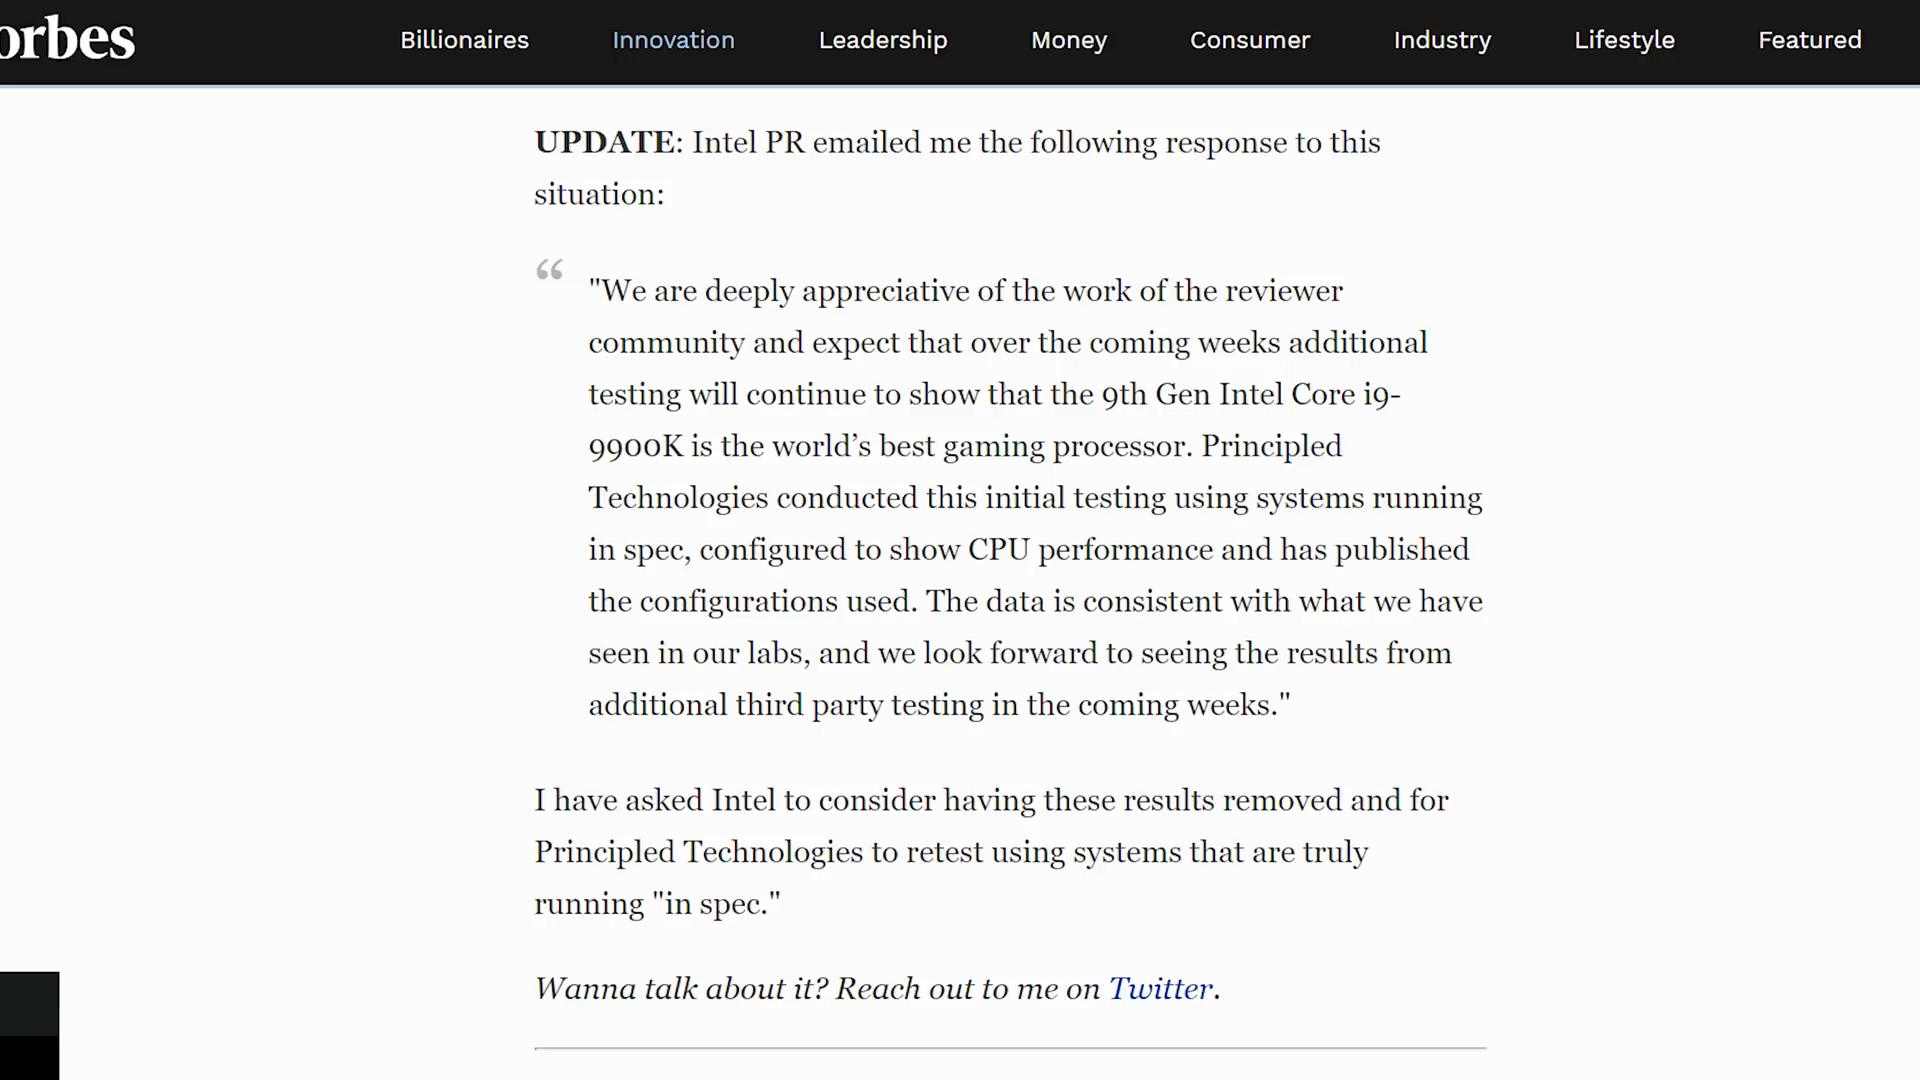 orbes
Billionaires Innovation Leadership Money Consumer Industry Lifestyle Featured
UPDATE: Intel PR emailed me the following response to this
situation:
“
"We are deeply appreciative of the work of the reviewer
community and expect that over the coming weeks additional
testing will continue to show that the 9th Gen Intel Core i9-
9900K is the world’s best gaming processor. Principled
Technologies conducted this initial testing using systems running
in spec, configured to show CPU performance and has published
the configurations used. The data is consistent with what we have
seen in our labs, and we look forward to seeing the results from
additional third party testing in the coming weeks."
I have asked Intel to consider having these results removed and for
Principled Technologies to retest using systems that are truly
running "in spec."
Wanna talk about it? Reach out to me on Twitter.